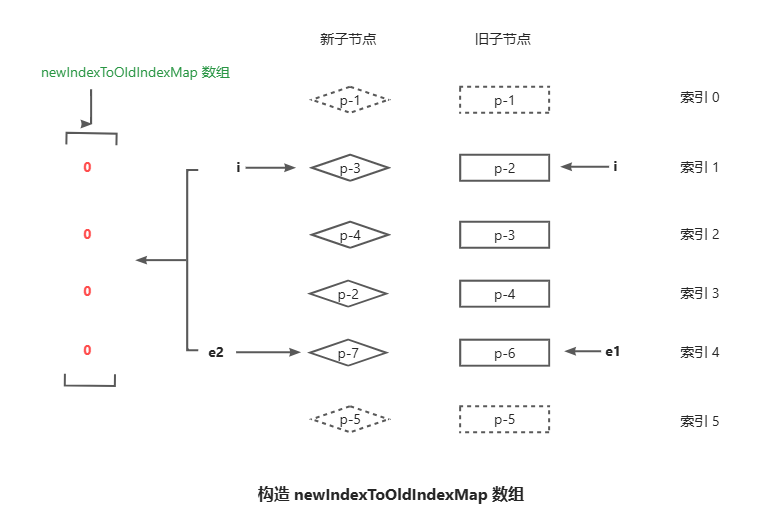 新子节点 旧子节点
newIndexToOldIndexMap 数组
p-1 p-1 索引 0
0 i p-3 p-2 i 索引 1
0 p-4 p-3 索引 2
0 p-2 p-4 索引 3
0 e2 p-7 p-6 e1 索引 4
p-5 p-5 索引 5
构造 newIndexToOldIndexMap 数组